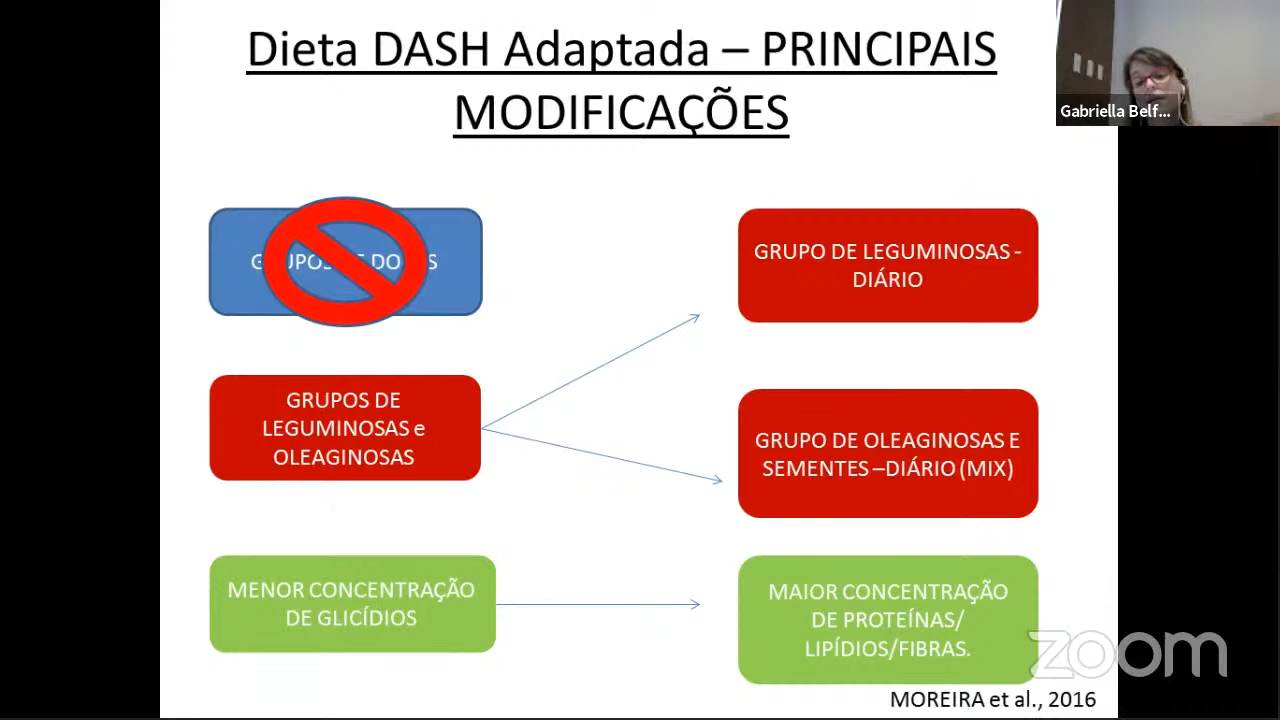 Dieta DASH Adaptada – PRINCIPAIS
MODIFICAÇÕES
Gabriella Belf...
GRUPO DE LEGUMINOSAS -
DIÁRIO
GRUPOS DE
LEGUMINOSAS e
OLEAGINOSAS
GRUPO DE OLEAGINOSAS E
SEMENTES –DIÁRIO (MIX)
MENOR CONCENTRAÇÃO
DE GLICÍDIOS
MAIOR CONCENTRAÇÃO
DE PROTEÍNAS/
LIPÍDIOS/FIBRAS.
zoom
MOREIRA et al., 2016